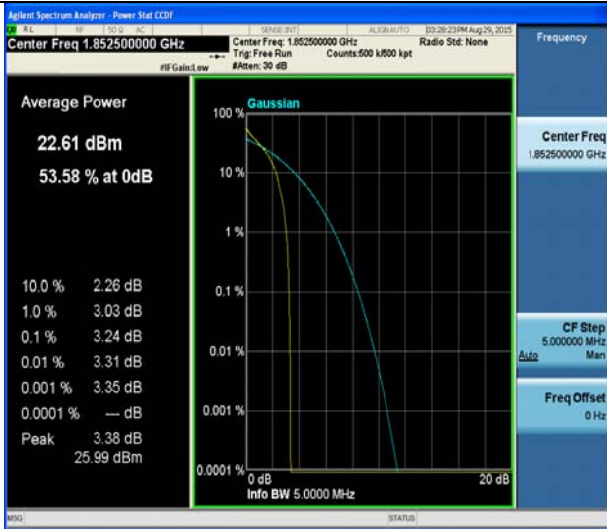 Agilent Spectrum Analyzer - Power Stat CCDF
RL RF 50 Ω AC SENSE:INT ALIGN AUTO 03:28:23 PM Aug 29, 2015
Center Freq 1.852500000 GHz
Center Freq: 1.852500000 GHz Radio Std: None
Trig: Free Run Counts:500 k/500 kpt
#IFGain:Low #Atten: 30 dB
Frequency
Center Freq
1.852500000 GHz
CF Step
5.000000 MHz
Auto Man
Freq Offset
0 Hz
Average Power
22.61 dBm
53.58 % at 0dB
10.0 % 2.26 dB
1.0 % 3.03 dB
0.1 % 3.24 dB
0.01 % 3.31 dB
0.001 % 3.35 dB
0.0001 % --- dB
Peak 3.38 dB
25.99 dBm
Gaussian
100 %
10 %
1 %
0.1 %
0.01 %
0.001 %
0.0001 %
0 dB 20 dB
Info BW 5.0000 MHz
MSG STATUS